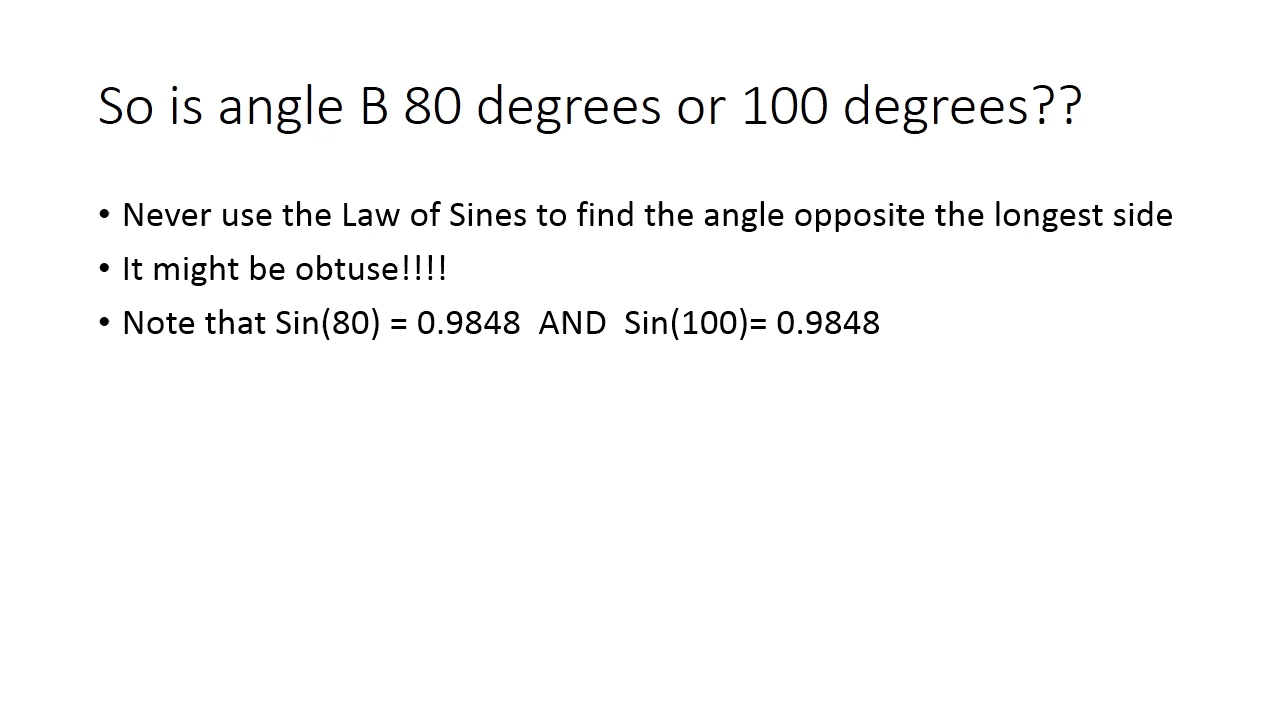 So is angle B 80 degrees or 100 degrees??
• Never use the Law of Sines to find the angle opposite the longest side
• It might be obtuse!!!!
• Note that Sin(80) = 0.9848  AND  Sin(100)= 0.9848